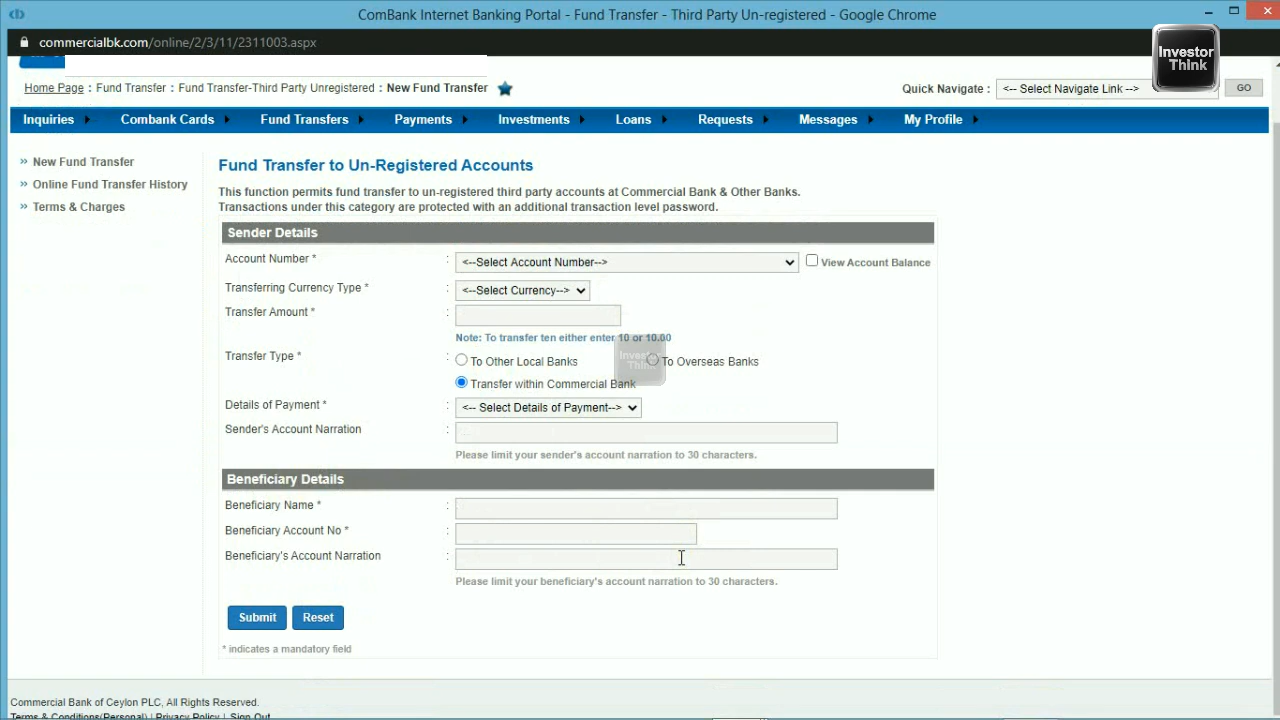 ComBank Internet Banking Portal - Fund Transfer - Third Party Un-registered - Google Chrome
commercialbk.com/online/2/3/11/2311003.aspx
Investor
Think
Home Page : Fund Transfer : Fund Transfer-Third Party Unregistered : New Fund Transfer
Quick Navigate : <-- Select Navigate Link --> GO
Inquiries Combank Cards Fund Transfers Payments Investments Loans Requests Messages My Profile
» New Fund Transfer
» Online Fund Transfer History
» Terms & Charges
Fund Transfer to Un-Registered Accounts
This function permits fund transfer to un-registered third party accounts at Commercial Bank & Other Banks.
Transactions under this category are protected with an additional transaction level password.
Sender Details
Account Number * : <--Select Account Number--> View Account Balance
Transferring Currency Type * : <--Select Currency-->
Transfer Amount * :
Note: To transfer ten either enter 10 or 10.00
Transfer Type * : To Other Local Banks To Overseas Banks
Investor
Think
Transfer within Commercial Bank
Details of Payment * : <-- Select Details of Payment-->
Sender's Account Narration :
Please limit your sender's account narration to 30 characters.
Beneficiary Details
Beneficiary Name * :
Beneficiary Account No * :
Beneficiary's Account Narration :
Please limit your beneficiary's account narration to 30 characters.
Submit Reset
* indicates a mandatory field
Commercial Bank of Ceylon PLC, All Rights Reserved.
Terms & Conditions(Personal) | Privacy Policy | Sign Out